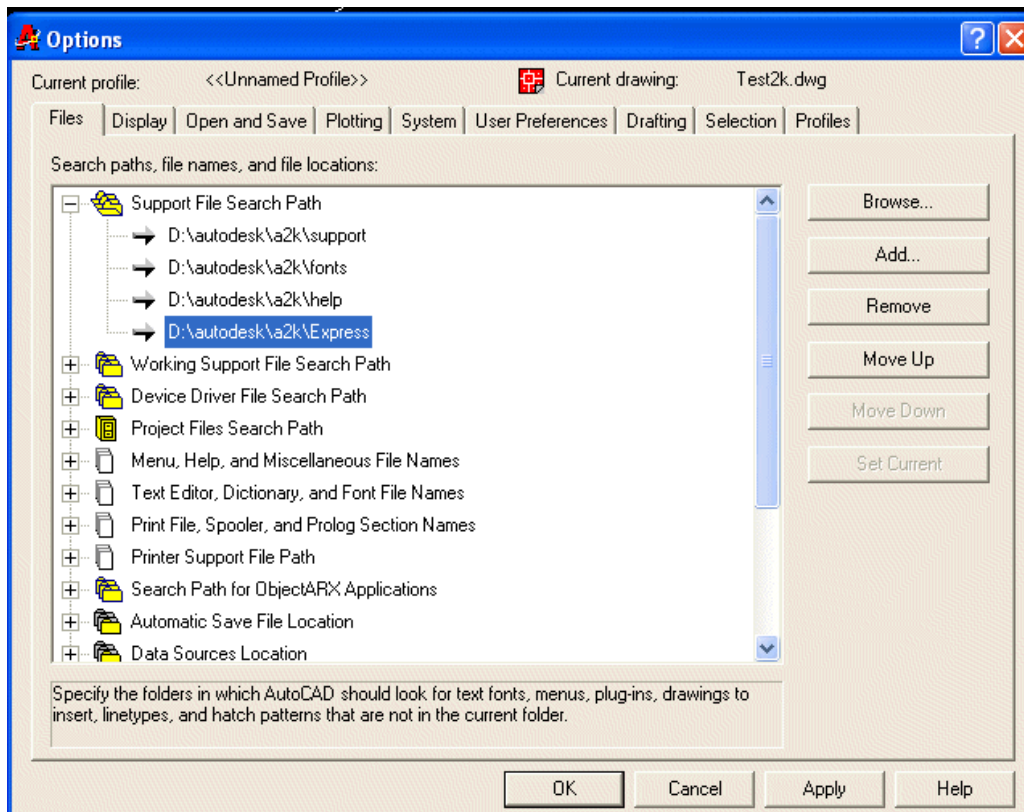 Options
Current profile: <<Unnamed Profile>> Current drawing: Test2k.dwg
Files Display Open and Save Plotting System User Preferences Drafting Selection Profiles
Search paths, file names, and file locations:
Support File Search Path
D:\autodesk\a2k\support
D:\autodesk\a2k\fonts
D:\autodesk\a2k\help
D:\autodesk\a2k\Express
Working Support File Search Path
Device Driver File Search Path
Project Files Search Path
Menu, Help, and Miscellaneous File Names
Text Editor, Dictionary, and Font File Names
Print File, Spooler, and Prolog Section Names
Printer Support File Path
Search Path for ObjectARX Applications
Automatic Save File Location
Data Sources Location
Browse...
Add...
Remove
Move Up
Move Down
Set Current
Specify the folders in which AutoCAD should look for text fonts, menus, plug-ins, drawings to
insert, linetypes, and hatch patterns that are not in the current folder.
OK Cancel Apply Help